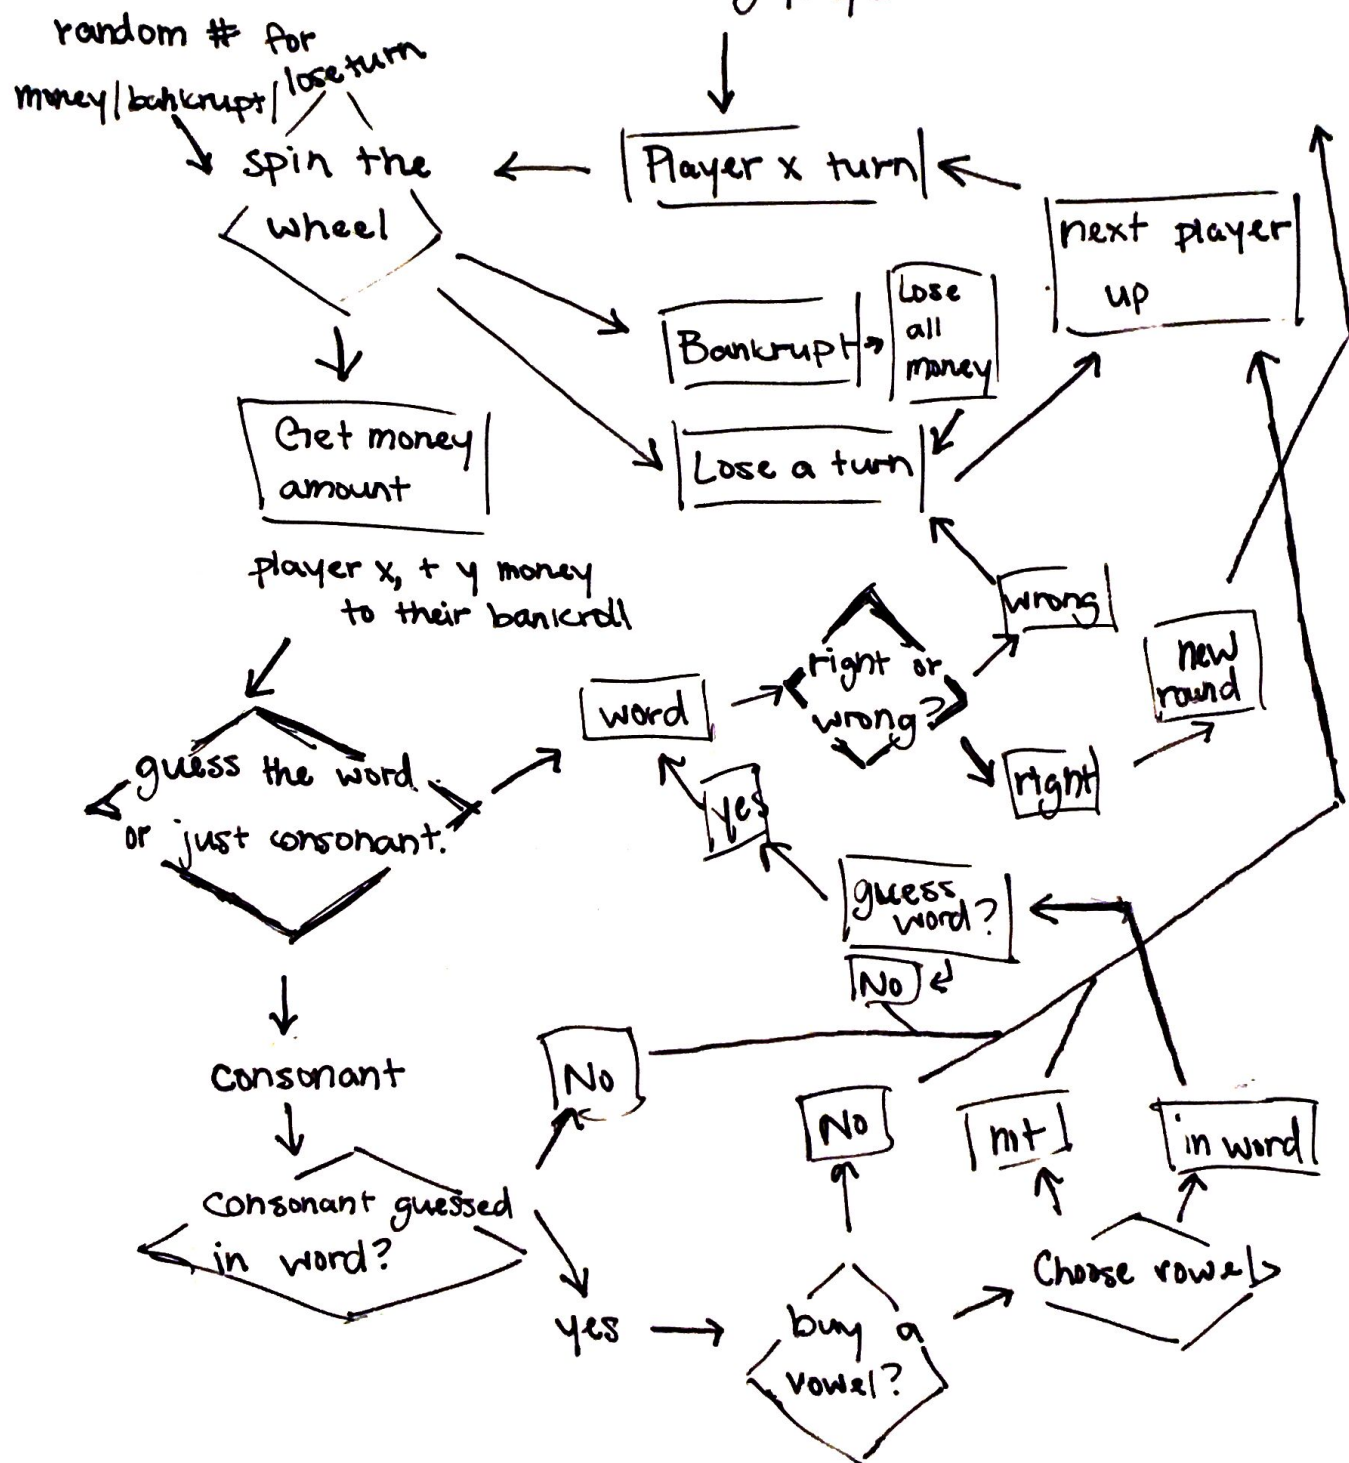 random # for
money/bankrupt/lose turn
spin the
wheel
Player x turn
next player
up
Bankrupt
Lose
all
money
Lose a turn
Get money
amount
player x, + y money
to their bankroll
guess the word
or just consonant.
word
right or
wrong?
wrong
right
new
round
yes
guess
word?
No
consonant
No
No
not
in word
consonant guessed
in word?
yes
buy a
vowel?
Choose vowel